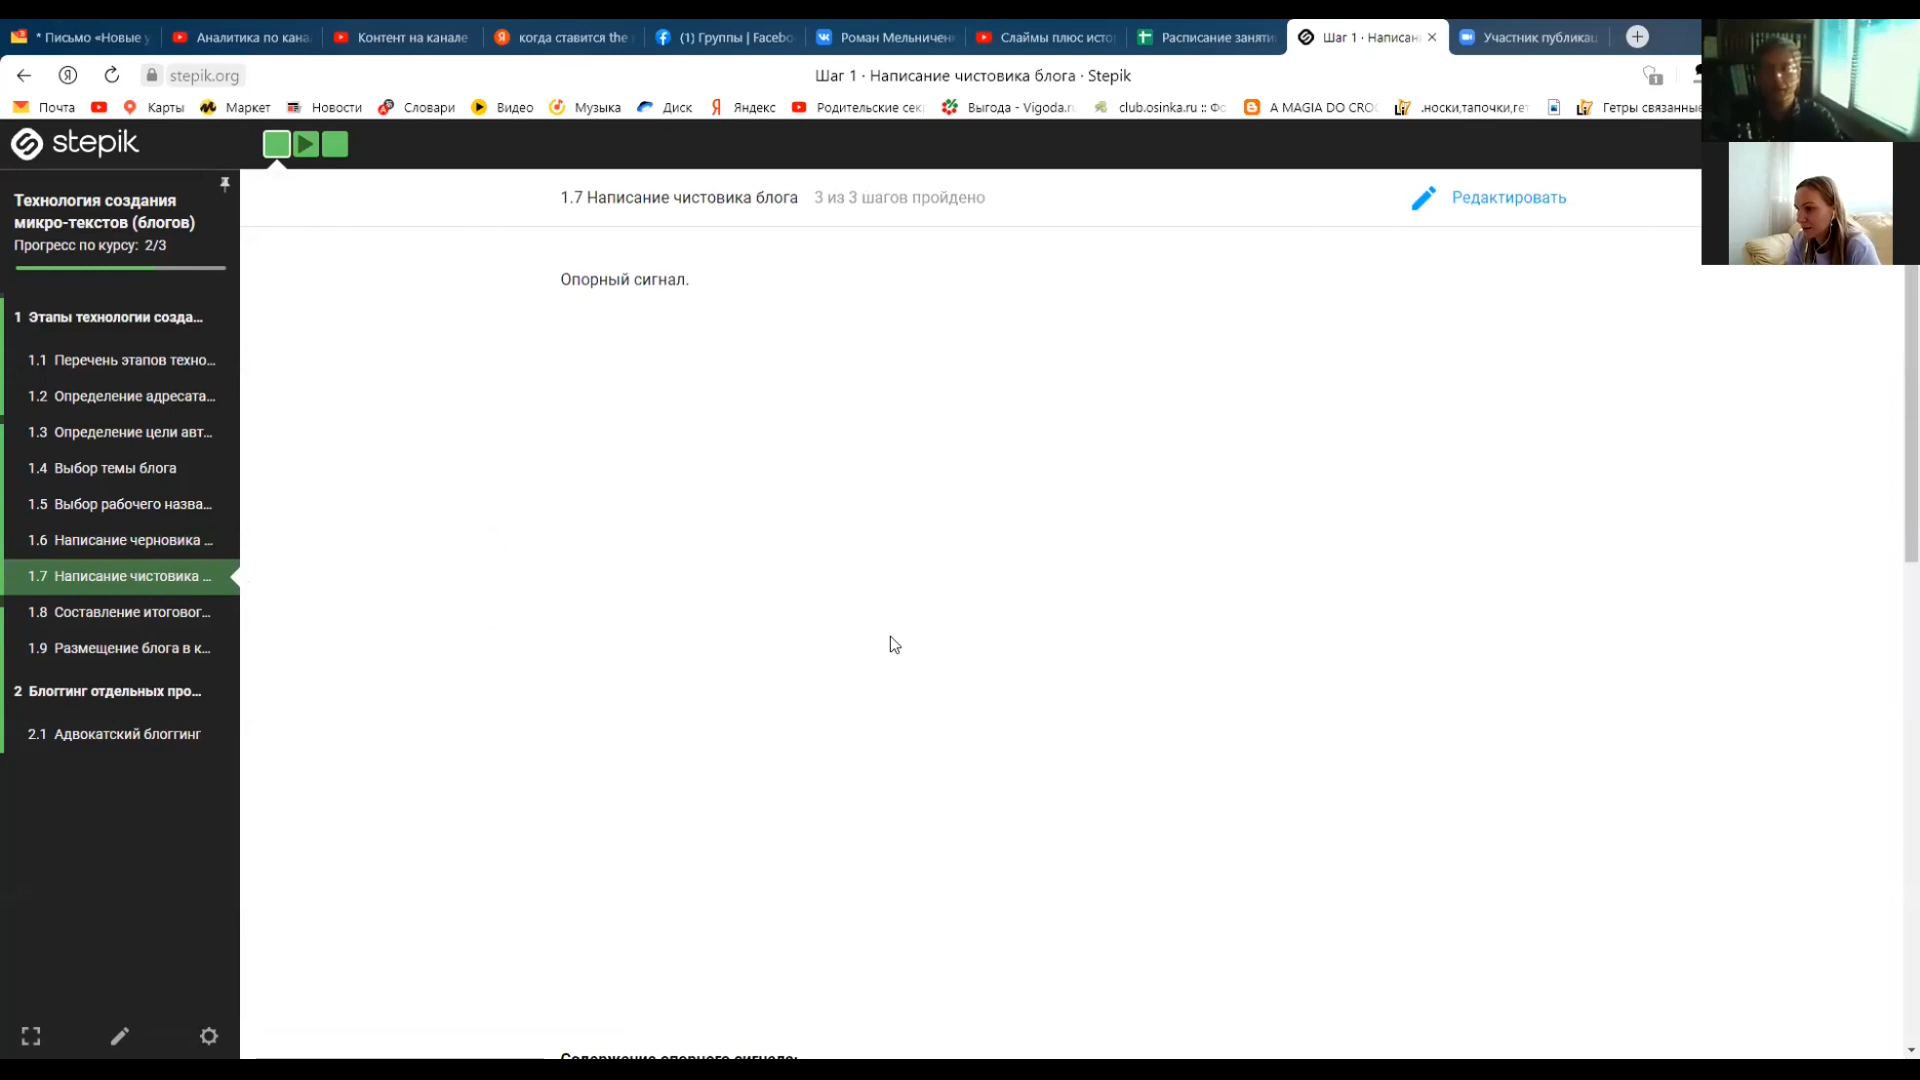 * Письмо «Новые у
Аналитика по кана
Контент на канале
когда ставится the
(1) Группы | Facebo
Роман Мельничен
Слаймы плюс исто
Расписание заняти
Шаг 1 · Написан
Участник публикац
stepik.org
Шаг 1 · Написание чистовика блога · Stepik
Почта
Карты
Маркет
Новости
Словари
Видео
Музыка
Диск
Яндекс
Родительские сек
Выгода - Vigoda.ru
club.osinka.ru :: Фо
A MAGIA DO CROC
.носки,тапочки,гет
Гетры связанные
stepik
Технология создания
микро-текстов (блогов)
Прогресс по курсу: 2/3
1 Этапы технологии созда...
1.1 Перечень этапов техно...
1.2 Определение адресата...
1.3 Определение цели авт...
1.4 Выбор темы блога
1.5 Выбор рабочего назва...
1.6 Написание черновика ...
1.7 Написание чистовика ...
1.8 Составление итоговог...
1.9 Размещение блога в к...
2 Блоггинг отдельных про...
2.1 Адвокатский блоггинг
1.7 Написание чистовика блога 3 из 3 шагов пройдено
Редактировать
Опорный сигнал.
Содержание опорного сигнала: